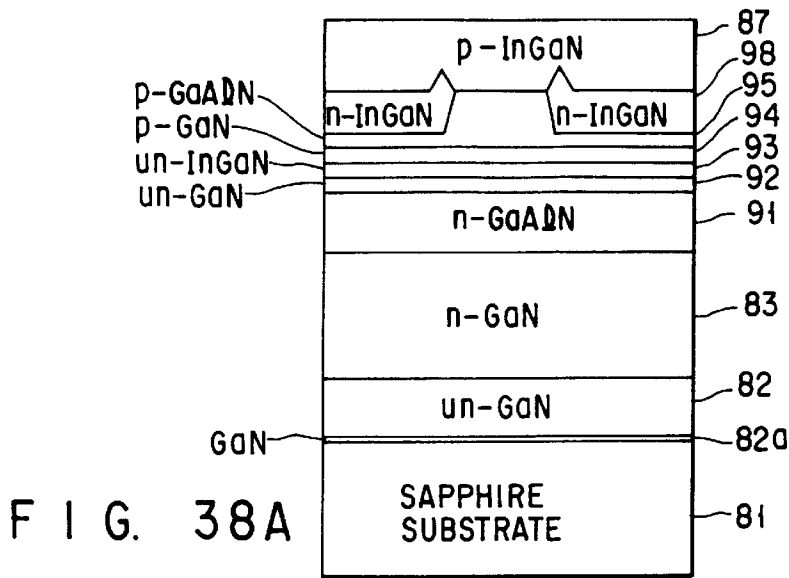 87
p-InGaN
98
p-GaAlN
n-InGaN
n-InGaN
95
p-GaN
94
un-InGaN
93
92
un-GaN
n-GaAlN
91
n-GaN
83
un-GaN
82
GaN
82a
SAPPHIRE
SUBSTRATE
81
FIG. 38A